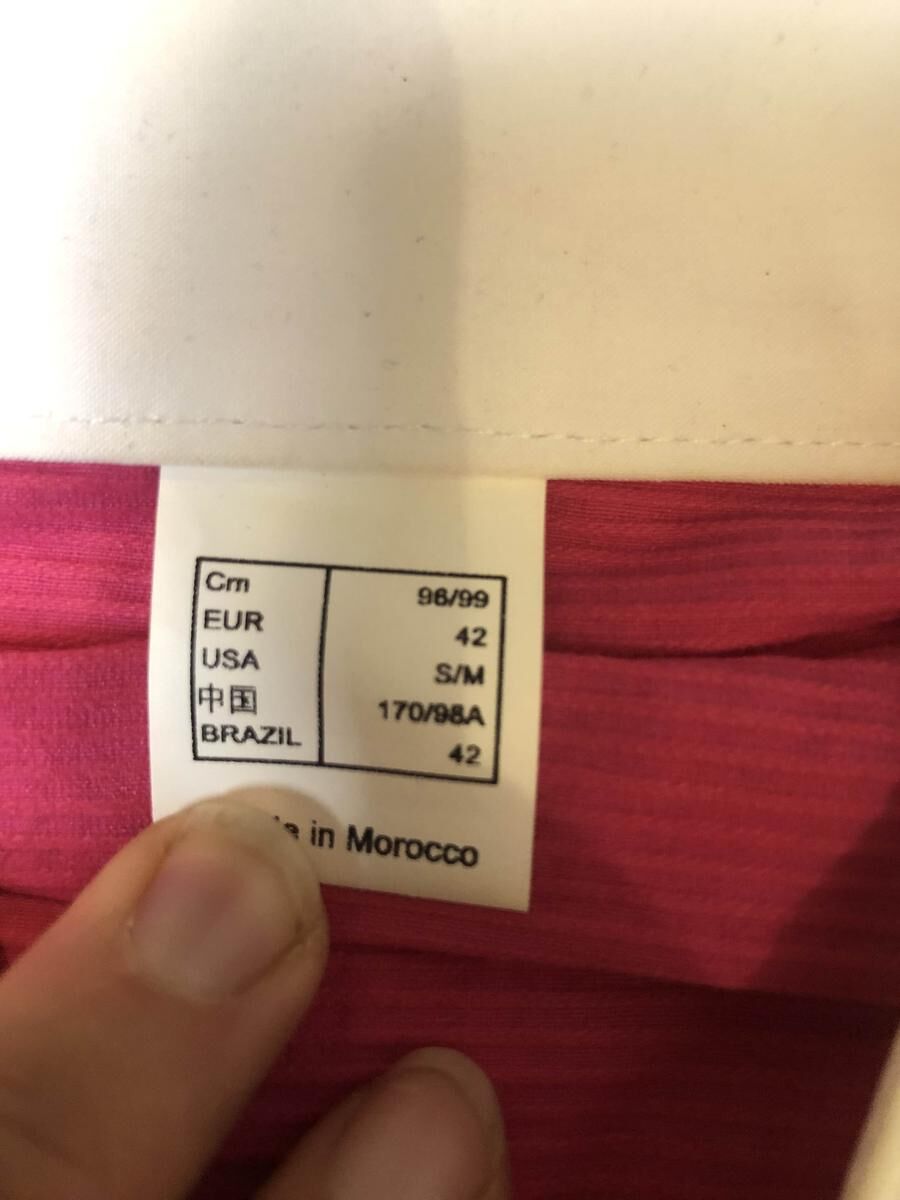 Cm 96/99
EUR 42
USA S/M
中国 170/98A
BRAZIL 42
in Morocco